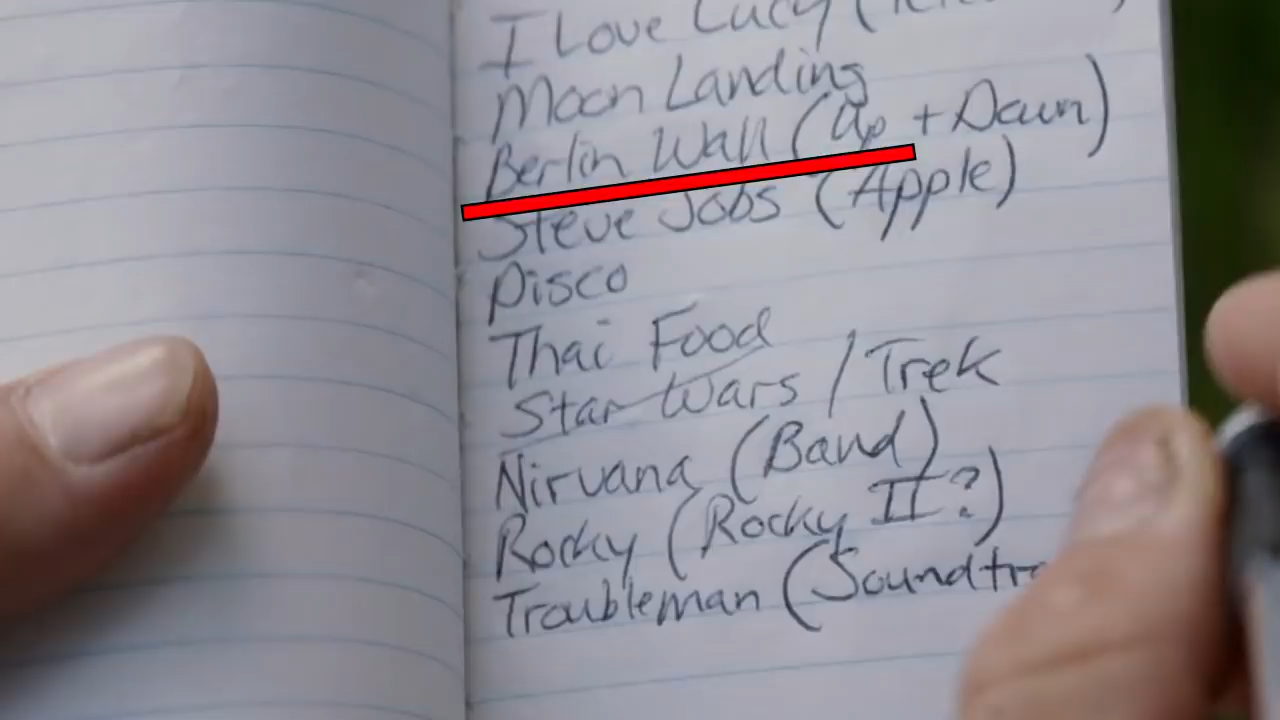 I Love Lucy
Moon Landing
Berlin Wall (Up + Down)
Steve Jobs (Apple)
Disco
Thai Food
Star Wars / Trek
Nirvana (Band)
Rocky (Rocky II?)
Troubleman (Soundtra